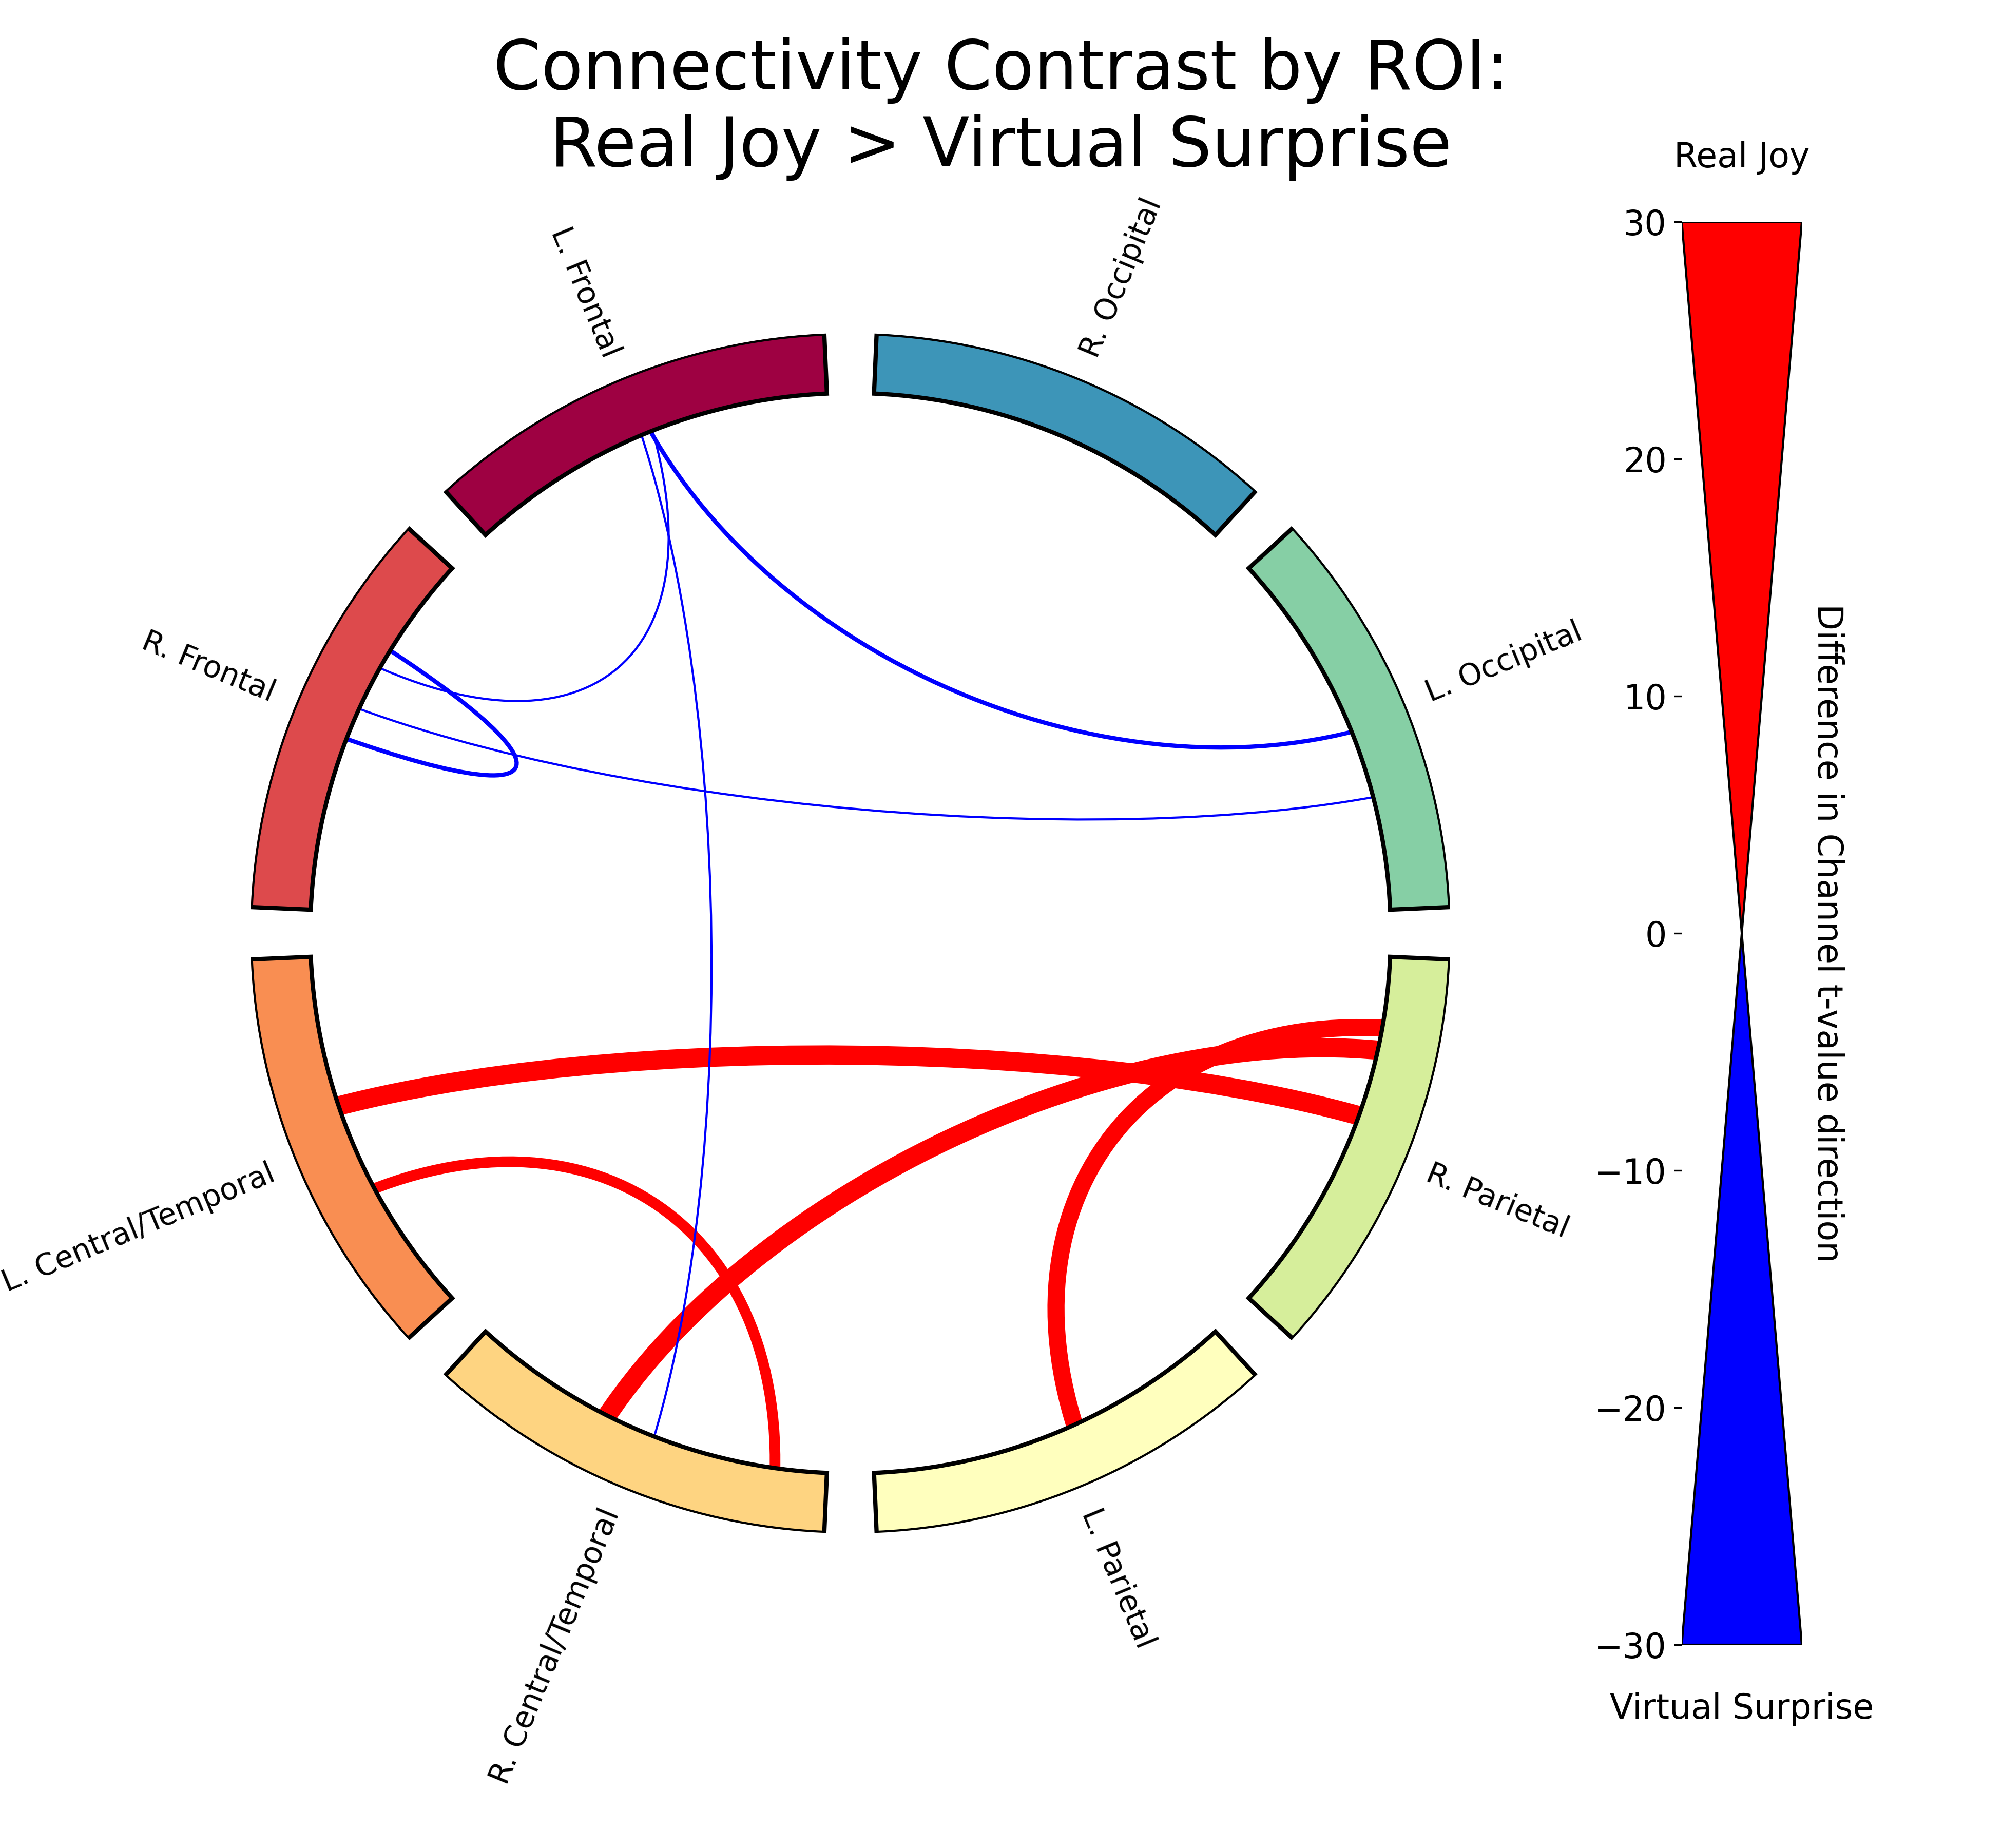 Connectivity Contrast by ROI:
Real Joy > Virtual Surprise
Real Joy
30
20
10
0
−10
−20
−30
Virtual Surprise
Difference in Channel t-value direction
L. Frontal
R. Occipital
R. Frontal
L. Occipital
L. Central/Temporal
R. Parietal
R. Central/Temporal
L. Parietal